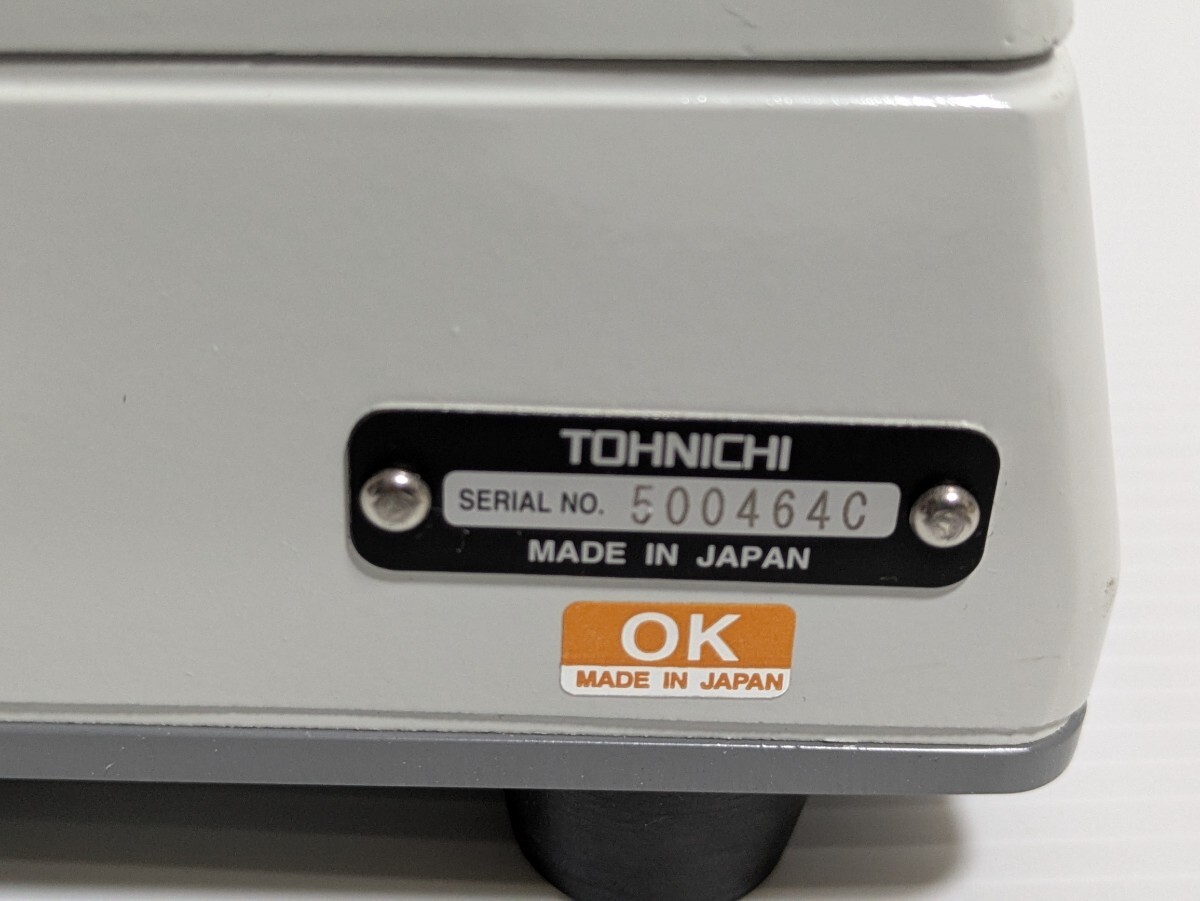 TOHNICHI
SERIAL NO. 500464C
MADE IN JAPAN
OK
MADE IN JAPAN